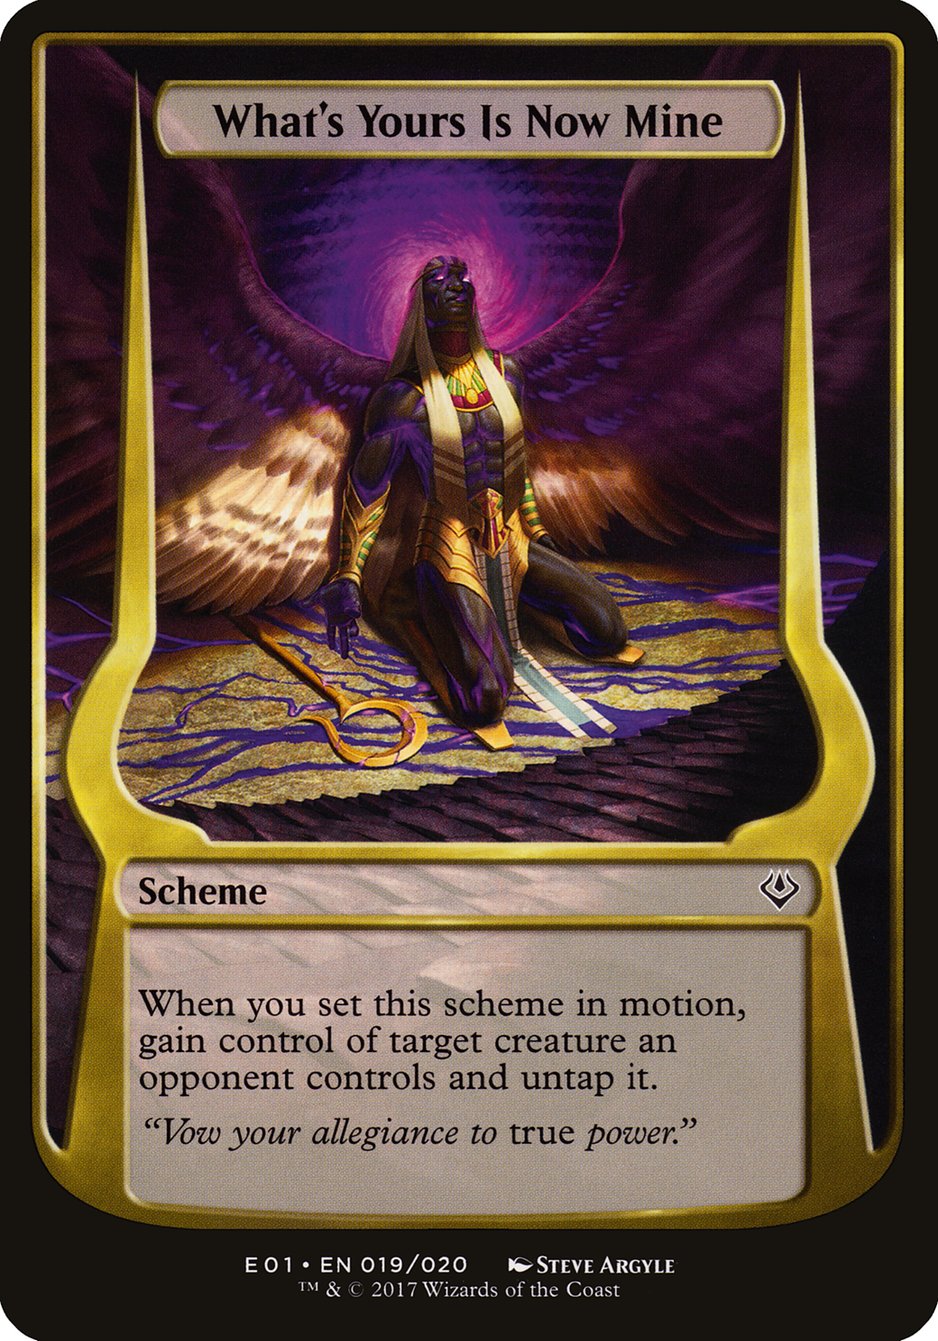 What's Yours Is Now Mine
Scheme
When you set this scheme in motion,
gain control of target creature an
opponent controls and untap it.
“Vow your allegiance to true power.”
E01 • EN 019/020 Steve Argyle
™ & © 2017 Wizards of the Coast